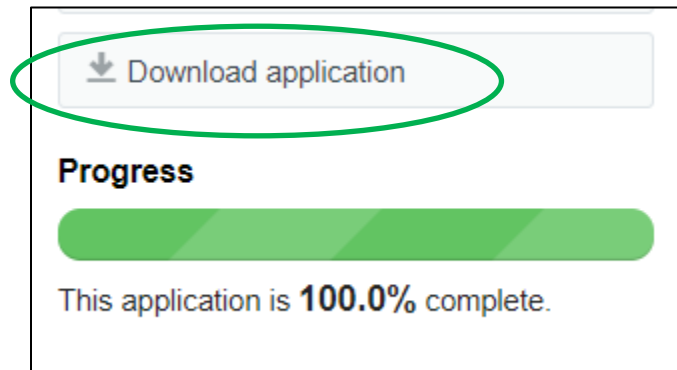 Download application
Progress
This application is 100.0% complete.